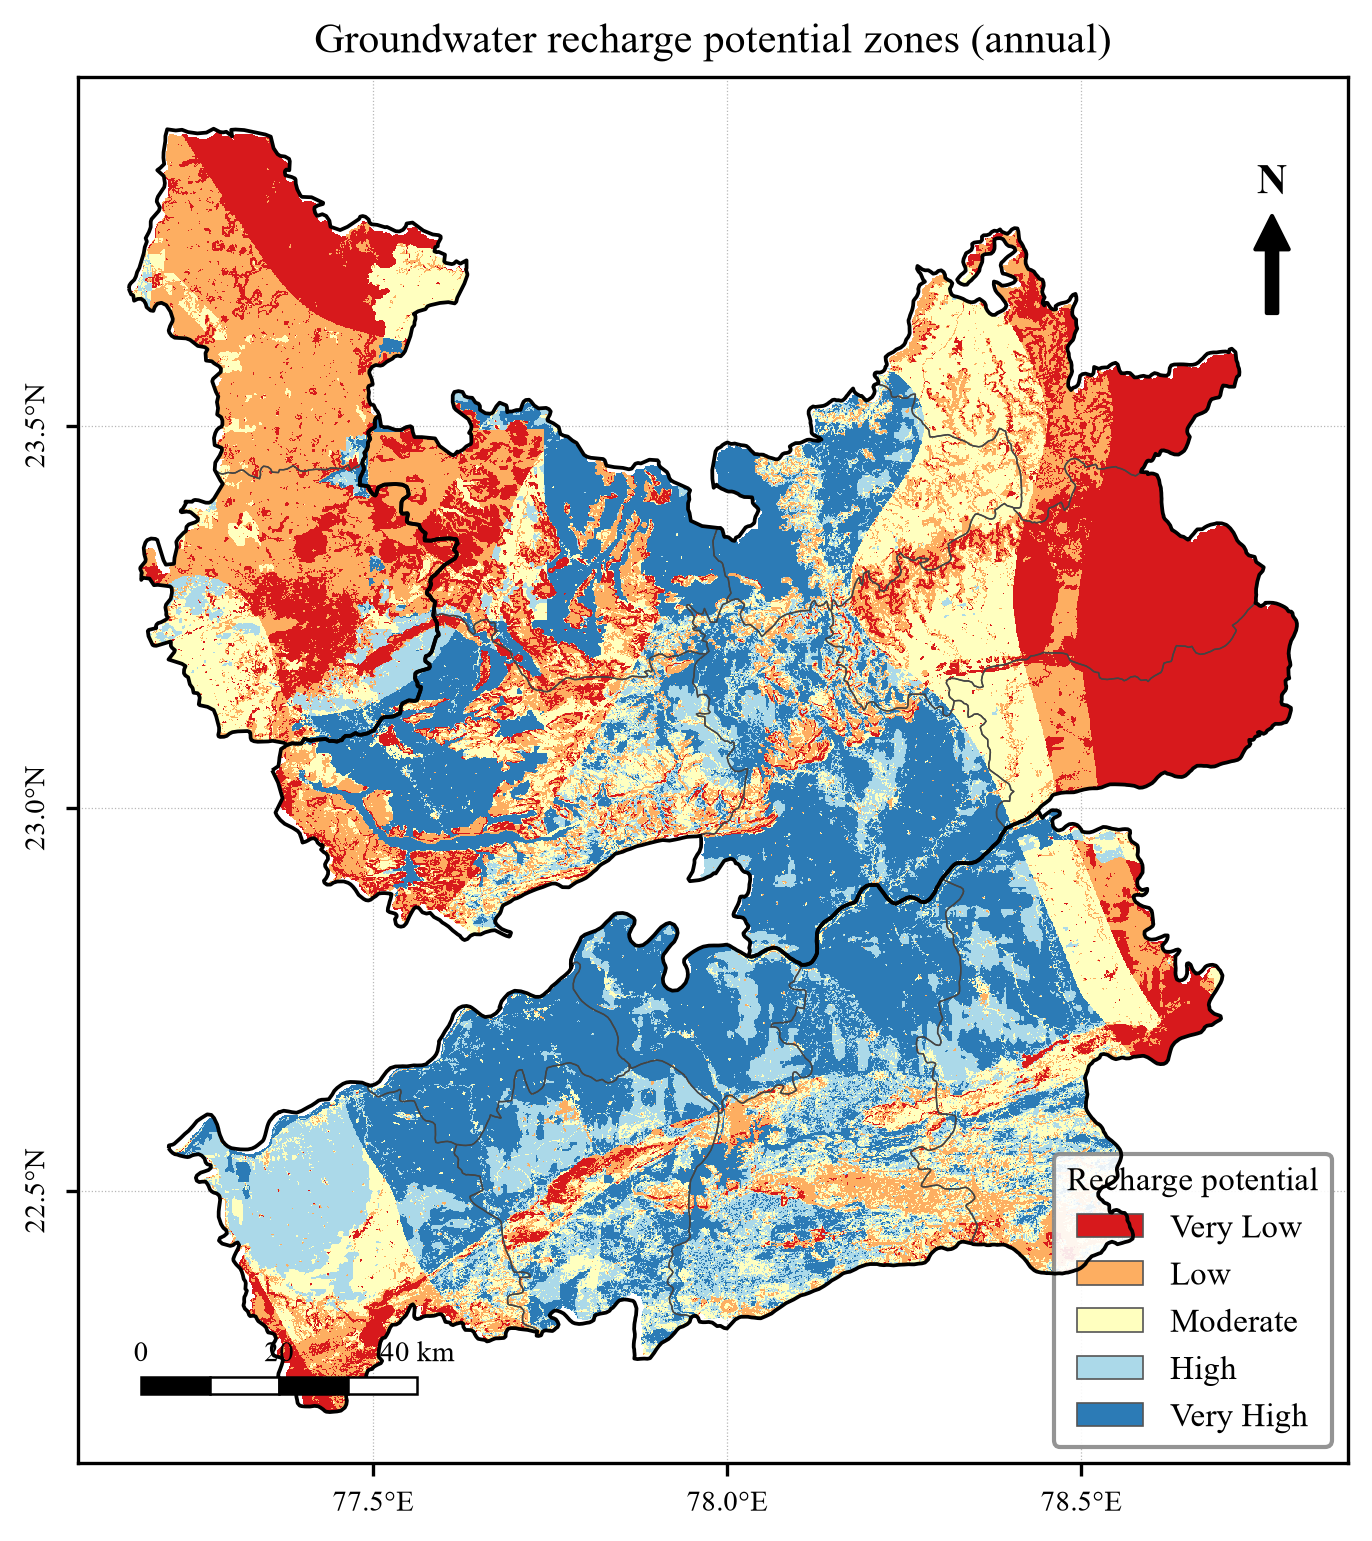 Groundwater recharge potential zones (annual)
N
23.5°N
23.0°N
22.5°N
Recharge potential
Very Low
Low
Moderate
High
Very High
0 20 40 km
77.5°E 78.0°E 78.5°E